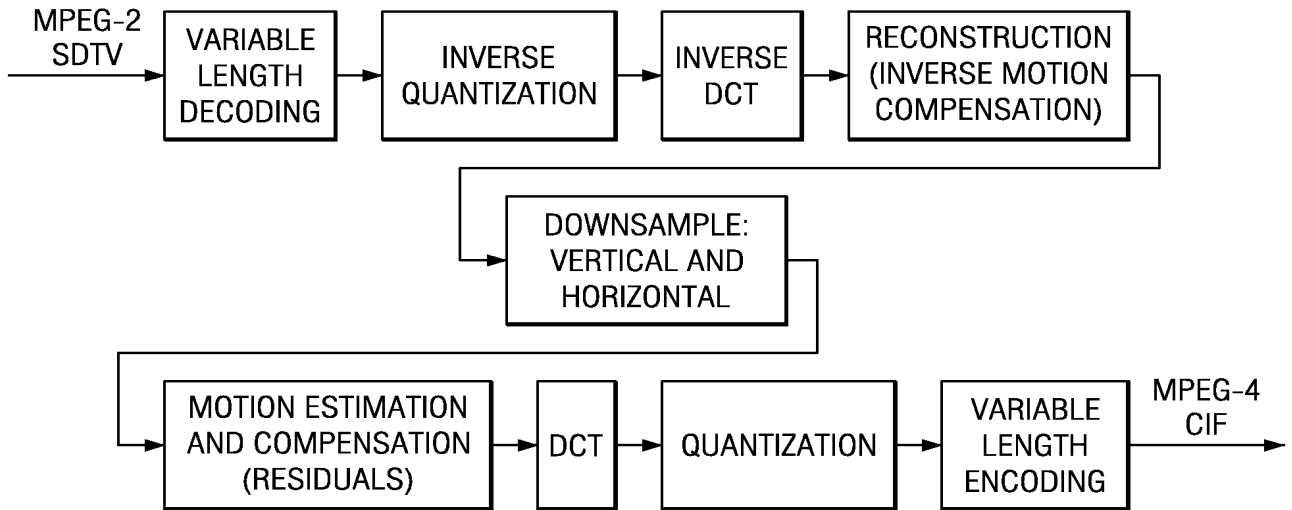 MPEG-2
SDTV
VARIABLE
LENGTH
DECODING
INVERSE
QUANTIZATION
INVERSE
DCT
RECONSTRUCTION
(INVERSE MOTION
COMPENSATION)
DOWNSAMPLE:
VERTICAL AND
HORIZONTAL
MOTION ESTIMATION
AND COMPENSATION
(RESIDUALS)
DCT
QUANTIZATION
VARIABLE
LENGTH
ENCODING
MPEG-4
CIF